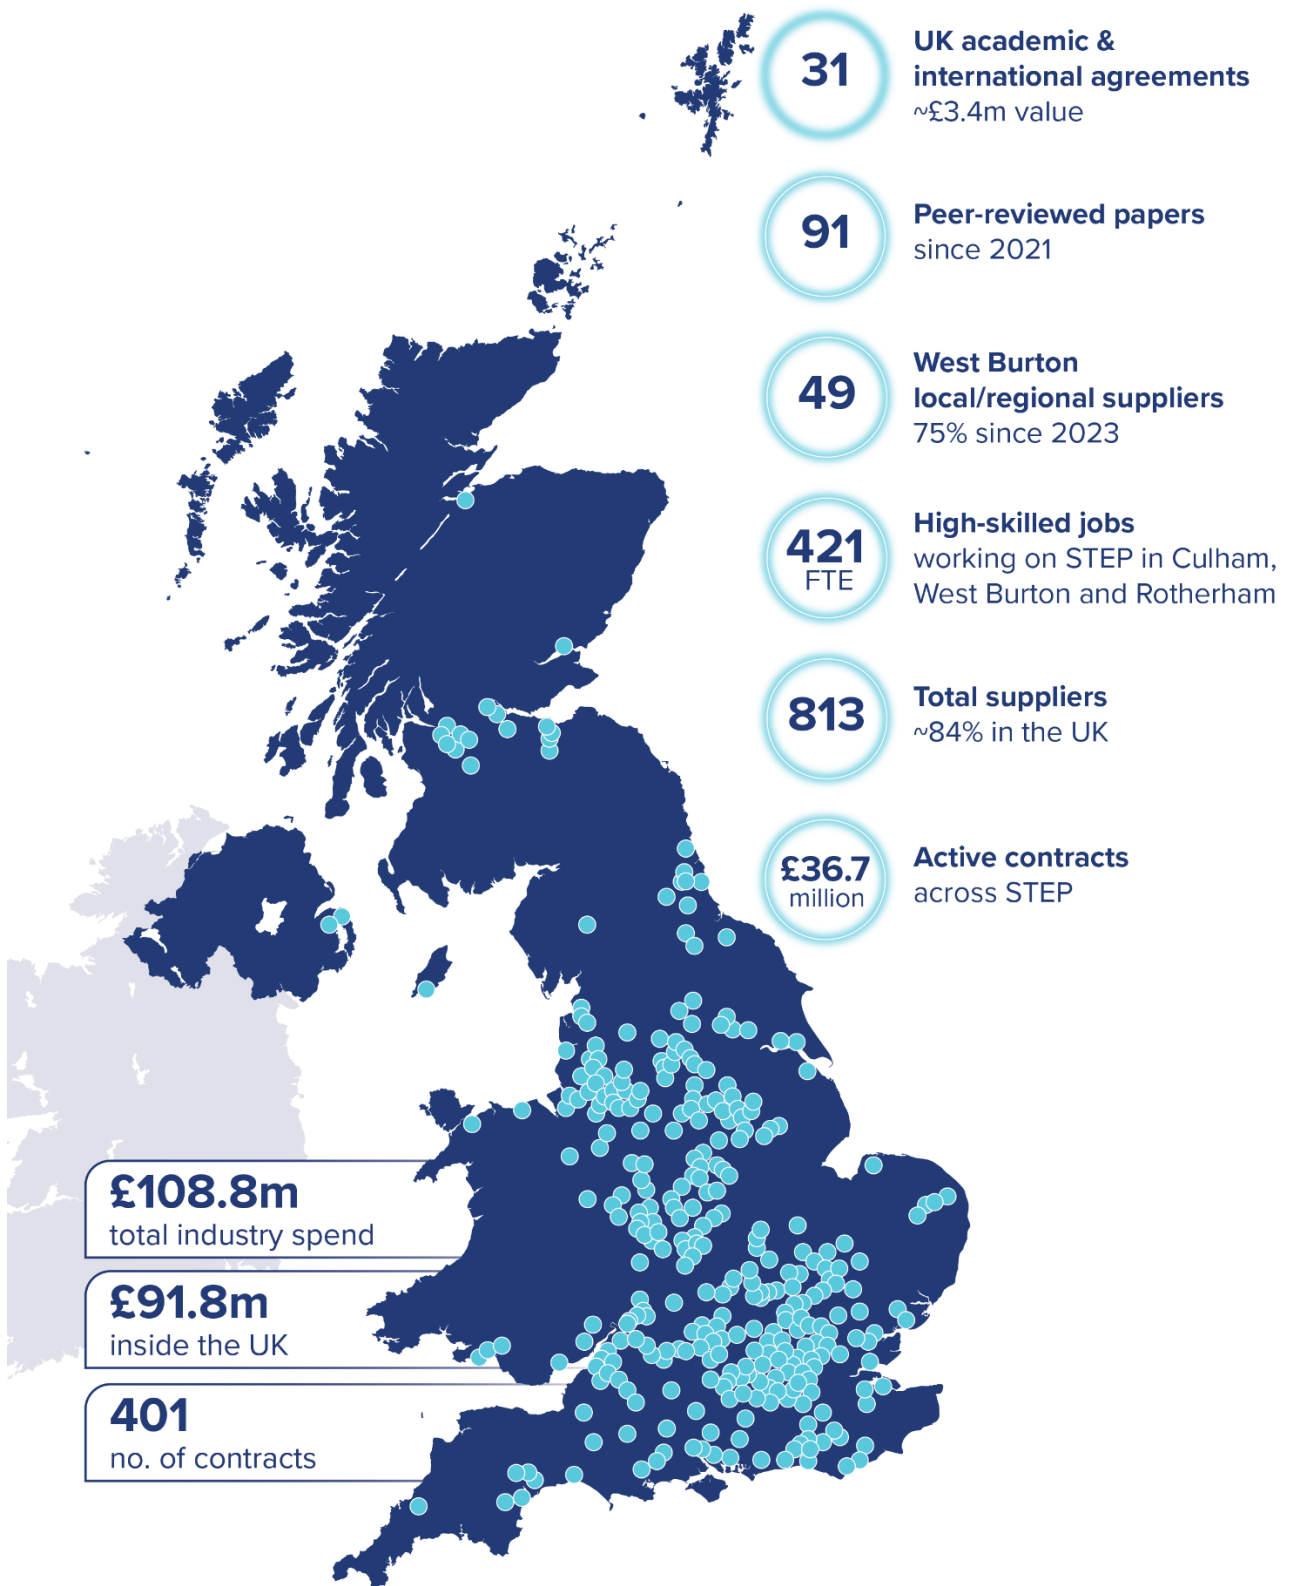 31
UK academic &
international agreements
~£3.4m value
91
Peer-reviewed papers
since 2021
49
West Burton
local/regional suppliers
75% since 2023
421
FTE
High-skilled jobs
working on STEP in Culham,
West Burton and Rotherham
813
Total suppliers
~84% in the UK
£36.7
million
Active contracts
across STEP
£108.8m
total industry spend
£91.8m
inside the UK
401
no. of contracts